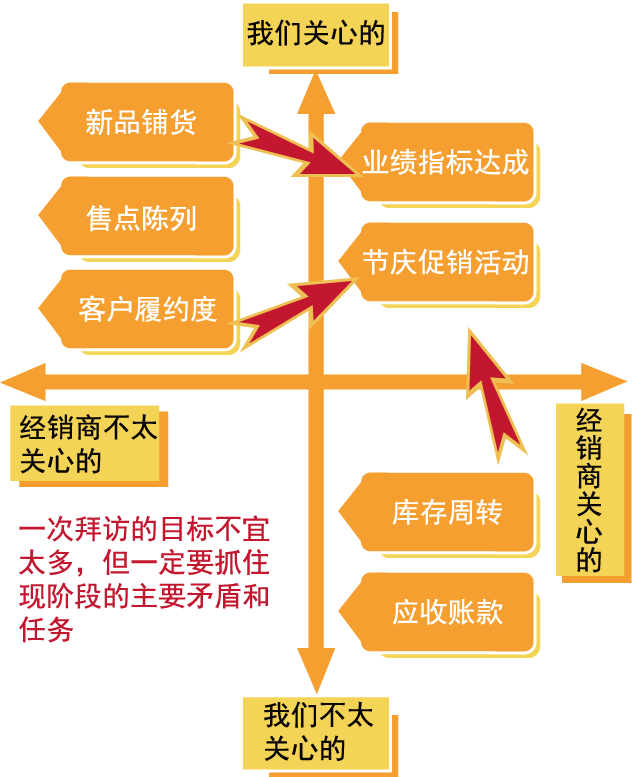 我们关心的
新品铺货
业绩指标达成
售点陈列
节庆促销活动
客户履约度
经销商不太
关心的
经销商关心的
库存周转
一次拜访的目标不宜
太多，但一定要抓住
现阶段的主要矛盾和
任务
应收账款
我们不太
关心的